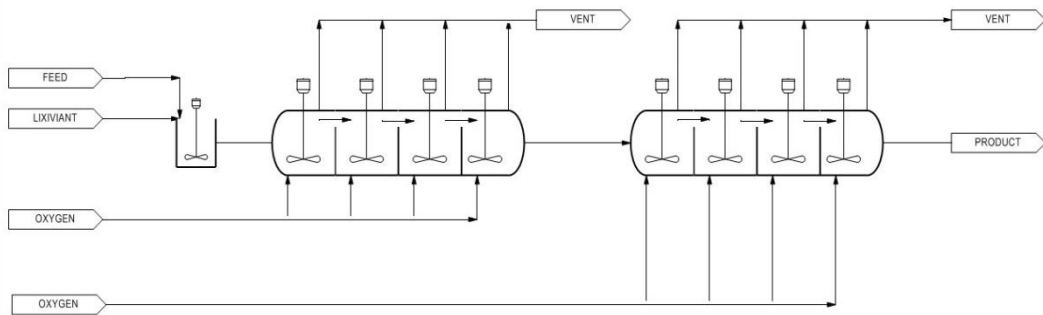 VENT
VENT
FEED
LIXIVIANT
PRODUCT
OXYGEN
OXYGEN